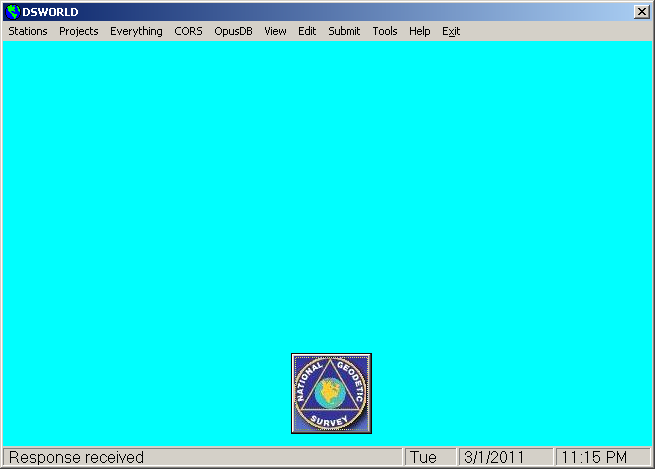 DSWORLD
Stations Projects Everything CORS OpusDB View Edit Submit Tools Help Exit
NATIONAL GEODETIC SURVEY
Response received Tue 3/1/2011 11:15 PM